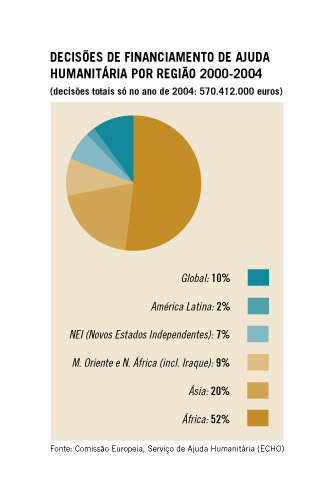 DECISÕES DE FINANCIAMENTO DE AJUDA
HUMANITÁRIA POR REGIÃO 2000-2004
(decisões totais só no ano de 2004: 570.412.000 euros)
Global: 10%
América Latina: 2%
NEI (Novos Estados Independentes): 7%
M. Oriente e N. África (incl. Iraque): 9%
Ásia: 20%
África: 52%
Fonte: Comissão Europeia, Serviço de Ajuda Humanitária (ECHO)